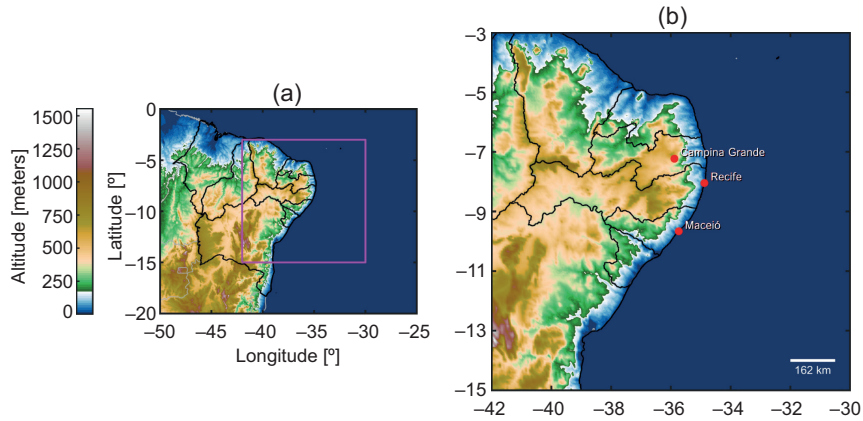 (a)
Altitude [meters]
1500
1250
1000
750
500
250
0
Latitude [º]
0
–5
–10
–15
–20
–50 –45 –40 –35 –30 –25
Longitude [º]
(b)
–3
–5
–7
–9
–11
–13
–15
Campina Grande
Recife
Maceió
162 km
–42 –40 –38 –36 –34 –32 –30